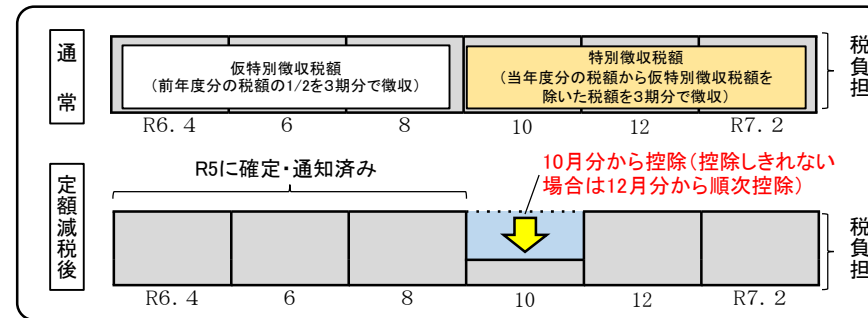 通常
仮特別徴収税額
(前年度分の税額の1/2を3期分で徴収)
特別徴収税額
(当年度分の税額から仮特別徴収税額を
除いた税額を3期分で徴収)
税負担
R6.4 6 8 10 12 R7.2
定額減税後
R5に確定・通知済み
10月分から控除(控除しきれない
場合は12月分から順次控除)
税負担
R6.4 6 8 10 12 R7.2